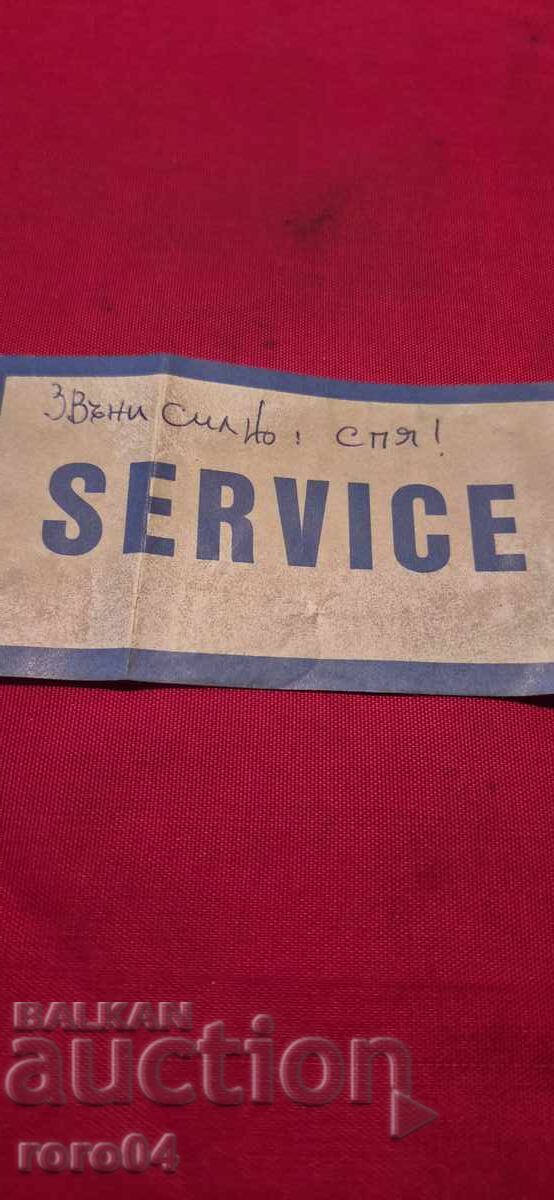 Звъни силно, спя!
SERVICE
BALKAN
auction
roro04